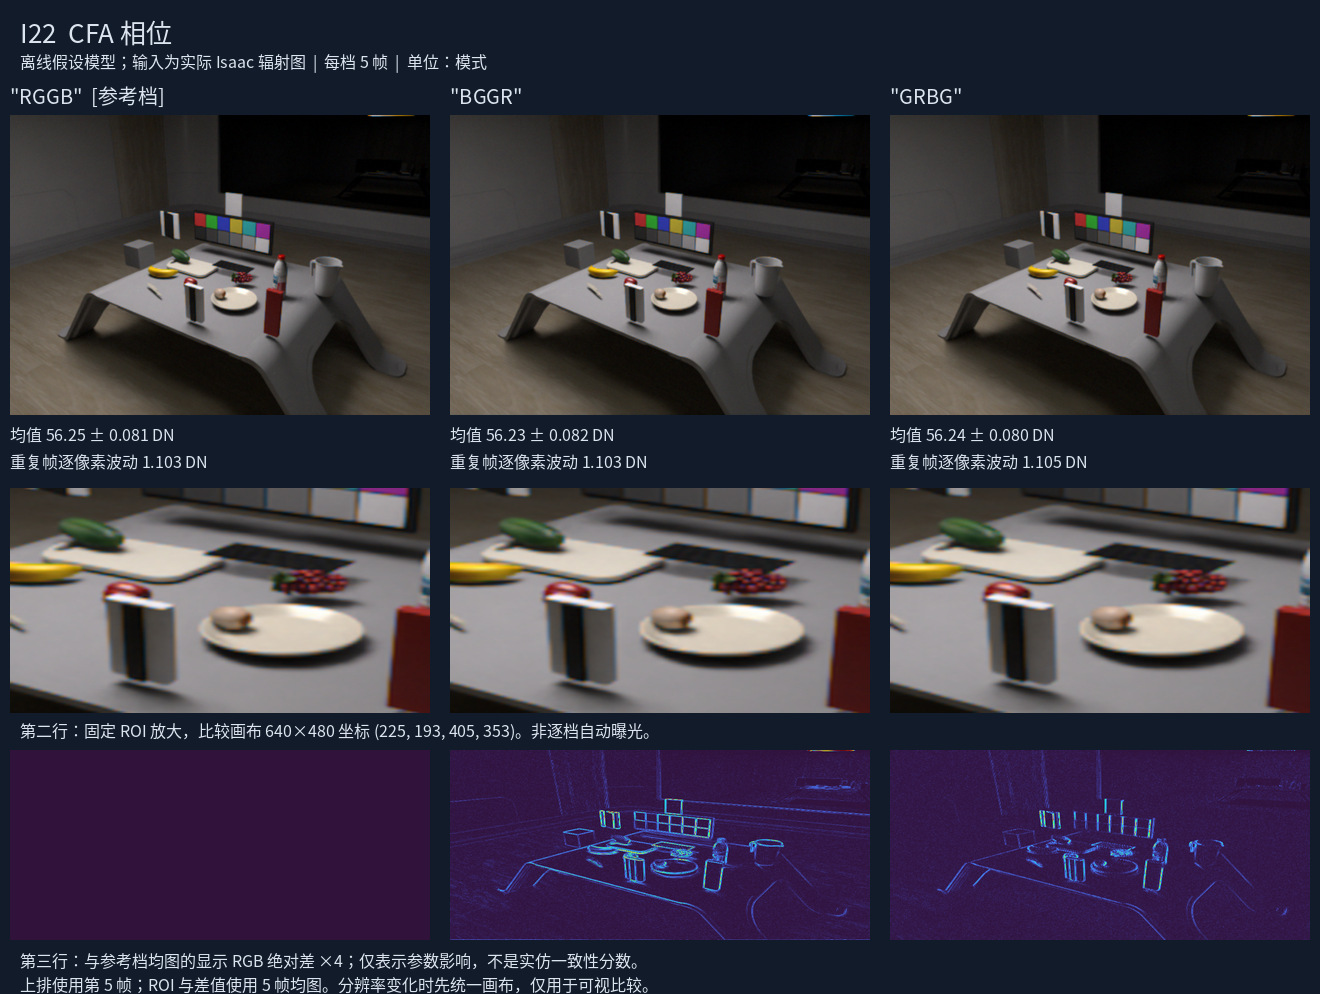 I22 CFA 相位
离线假设模型；输入为实际 Isaac 辐射图 | 每档 5 帧 | 单位：模式
"RGGB" [参考档]
"BGGR"
"GRBG"
均值 56.25 ± 0.081 DN
重复帧逐像素波动 1.103 DN
均值 56.23 ± 0.082 DN
重复帧逐像素波动 1.103 DN
均值 56.24 ± 0.080 DN
重复帧逐像素波动 1.105 DN
第二行：固定 ROI 放大，比较画布 640×480 坐标 (225, 193, 405, 353)。非逐档自动曝光。
第三行：与参考档均图的显示 RGB 绝对差 ×4；仅表示参数影响，不是实仿一致性分数。
上排使用第 5 帧；ROI 与差值使用 5 帧均图。分辨率变化时先统一画布，仅用于可视比较。